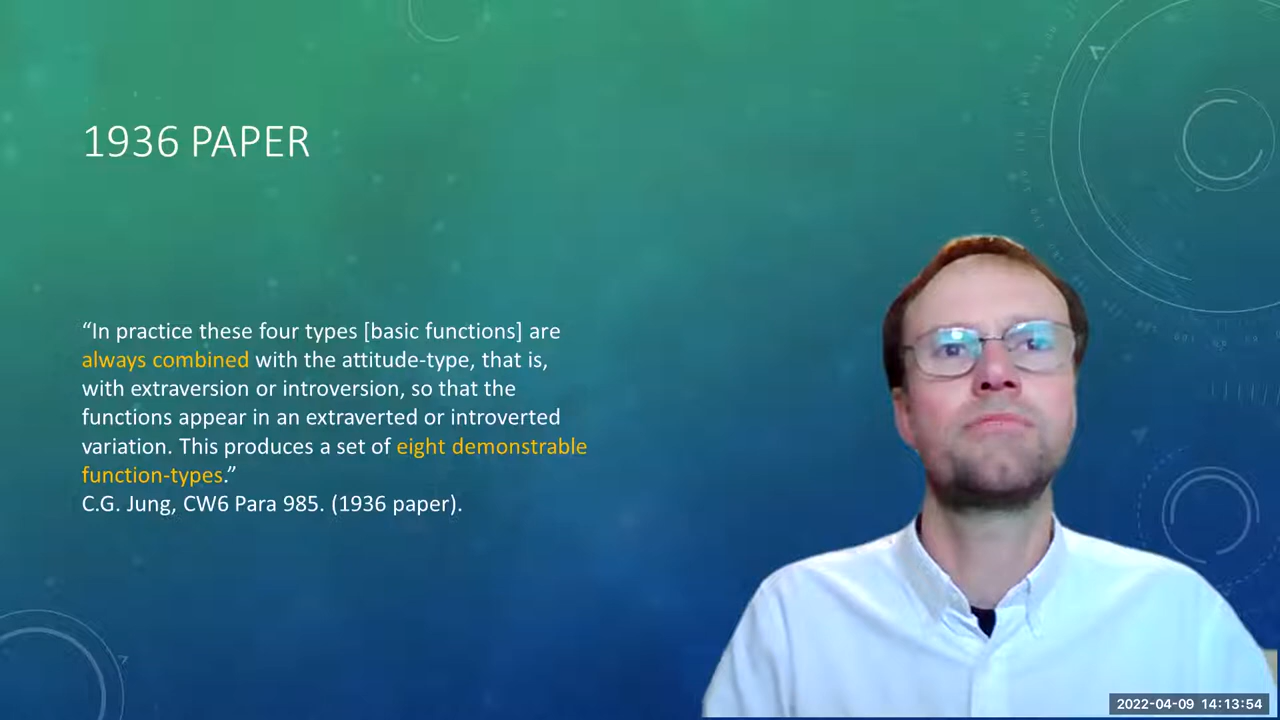 1936 PAPER
“In practice these four types [basic functions] are
always combined with the attitude-type, that is,
with extraversion or introversion, so that the
functions appear in an extraverted or introverted
variation. This produces a set of eight demonstrable
function-types.”
C.G. Jung, CW6 Para 985. (1936 paper).
2022-04-09 14:13:54